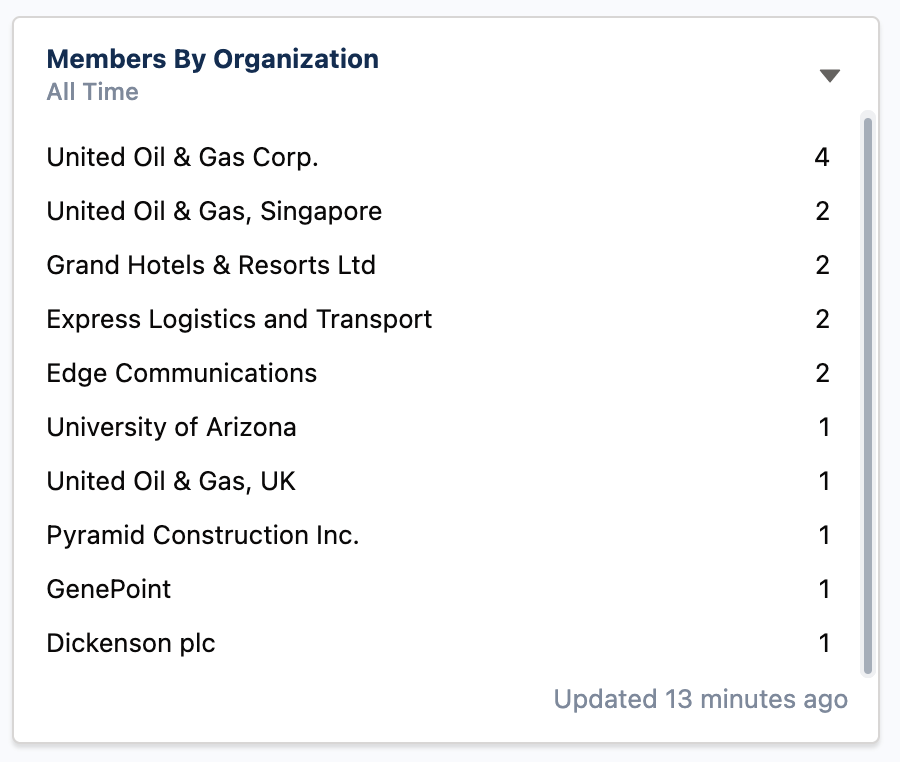 Members By Organization
All Time
United Oil & Gas Corp. 4
United Oil & Gas, Singapore 2
Grand Hotels & Resorts Ltd 2
Express Logistics and Transport 2
Edge Communications 2
University of Arizona 1
United Oil & Gas, UK 1
Pyramid Construction Inc. 1
GenePoint 1
Dickenson plc 1
Updated 13 minutes ago